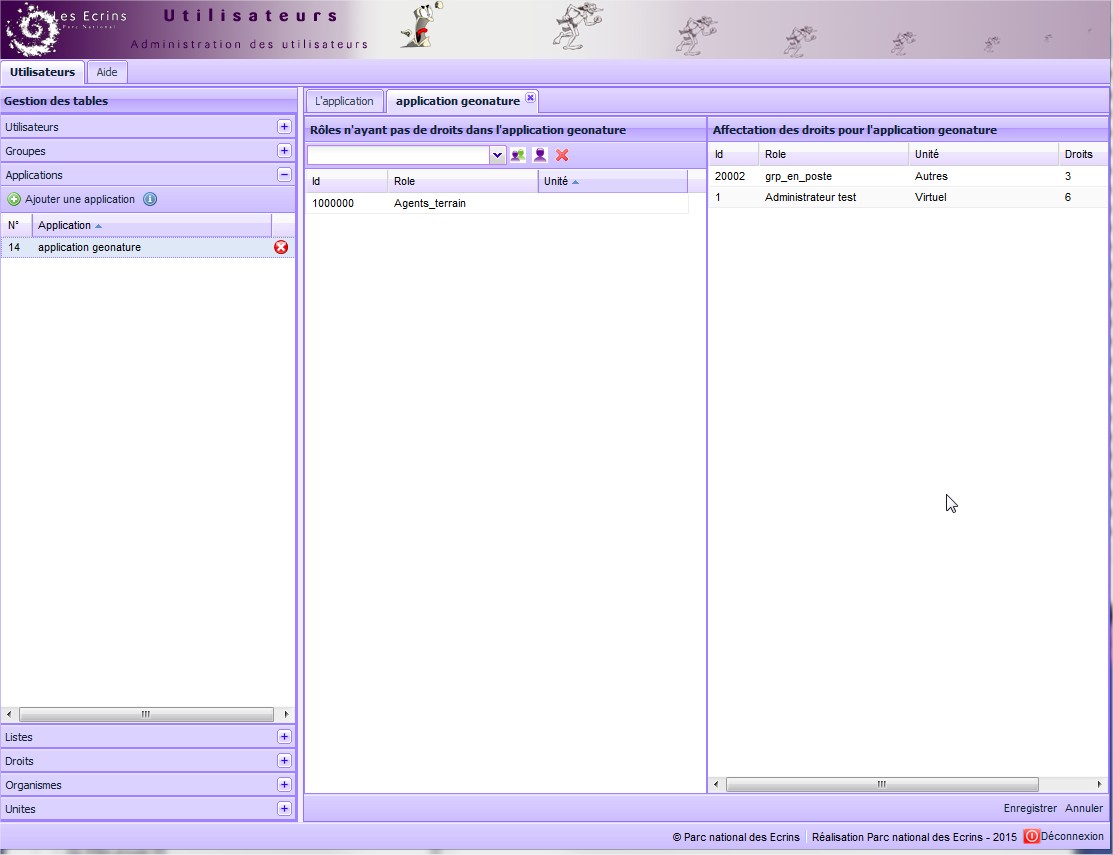 Les Ecrins
Parc National
Utilisateurs
Administration des utilisateurs
Utilisateurs
Aide
Gestion des tables
Utilisateurs
Groupes
Applications
Ajouter une application
N° Application
14 application geonature
Listes
Droits
Organismes
Unites
L'application
application geonature
Rôles n'ayant pas de droits dans l'application geonature
Id Role Unité
1000000 Agents_terrain
Affectation des droits pour l'application geonature
Id Role Unité Droits
20002 grp_en_poste Autres 3
1 Administrateur test Virtuel 6
Enregistrer Annuler
© Parc national des Ecrins Réalisation Parc national des Ecrins - 2015 Déconnexion